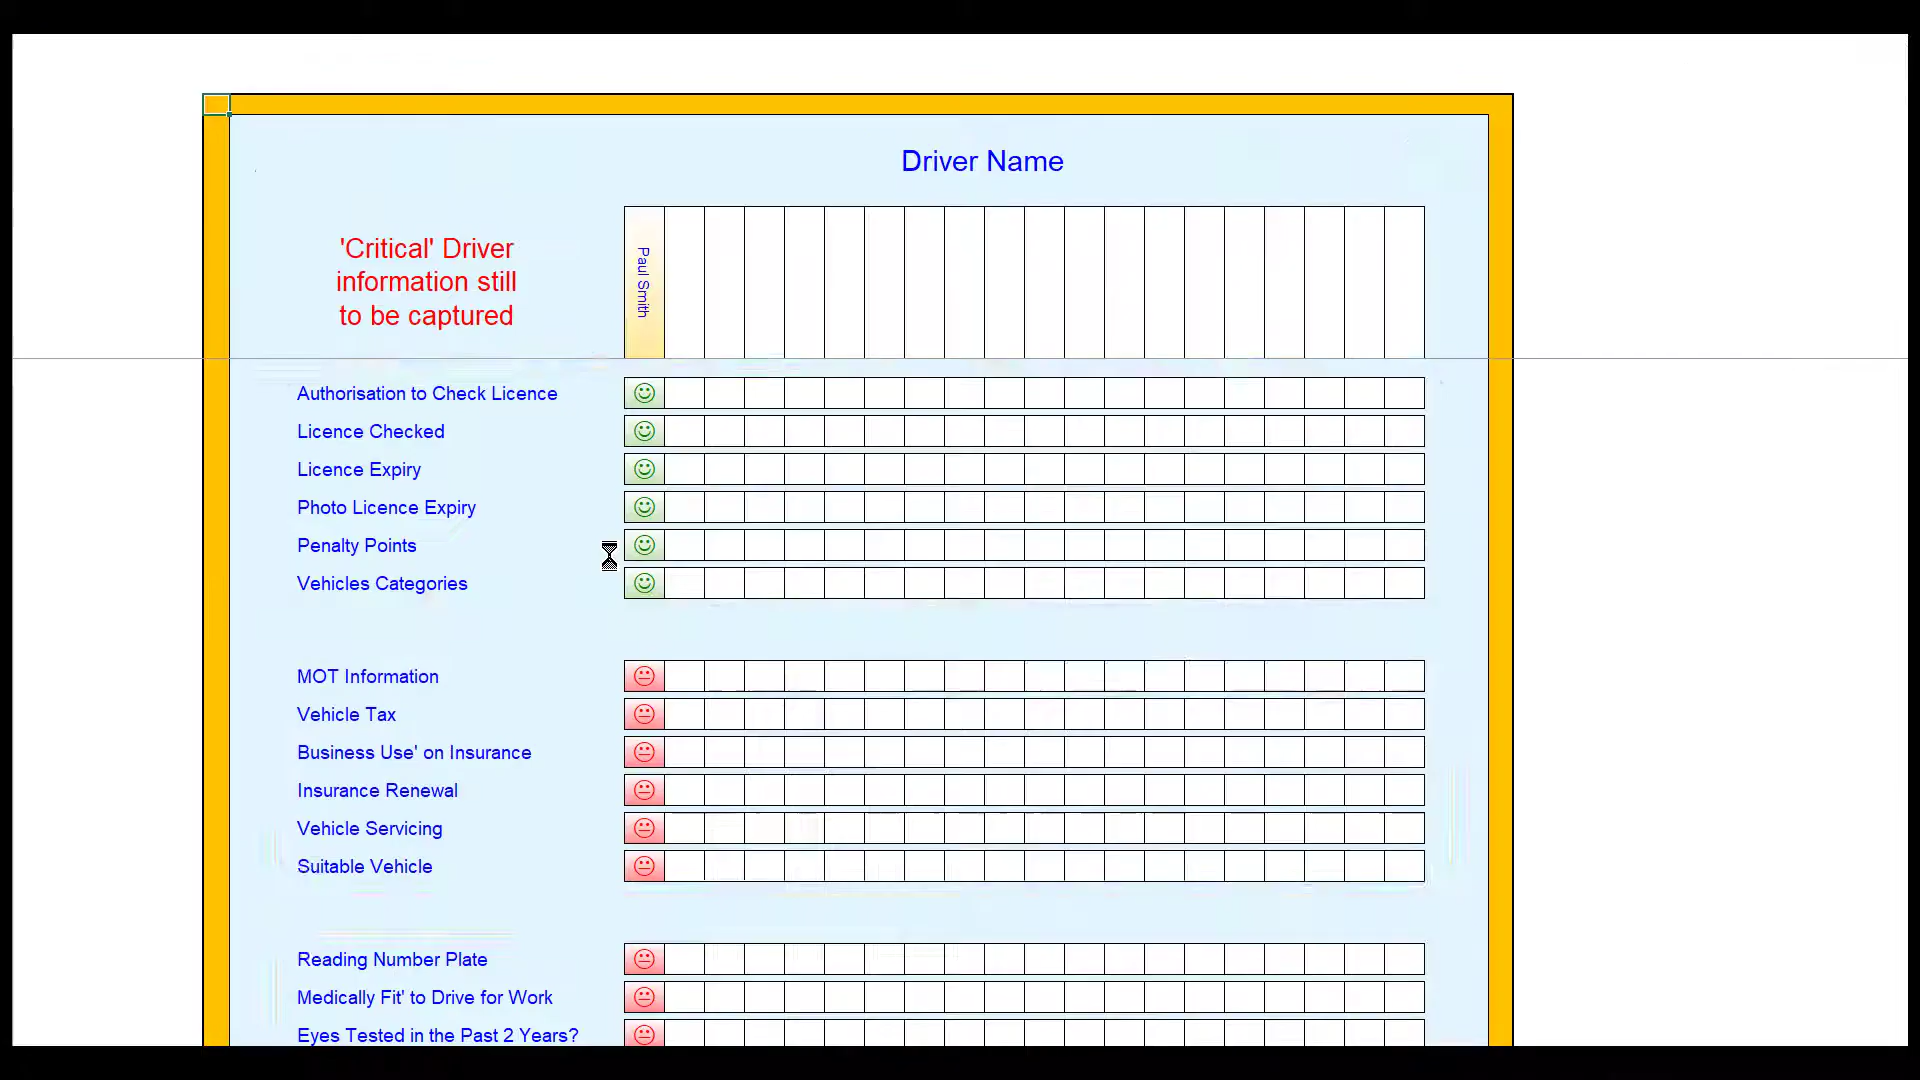 Driver Name
'Critical' Driver
information still
to be captured
Paul Smith
Authorisation to Check Licence
Licence Checked
Licence Expiry
Photo Licence Expiry
Penalty Points
Vehicles Categories
MOT Information
Vehicle Tax
Business Use' on Insurance
Insurance Renewal
Vehicle Servicing
Suitable Vehicle
Reading Number Plate
Medically Fit' to Drive for Work
Eyes Tested in the Past 2 Years?